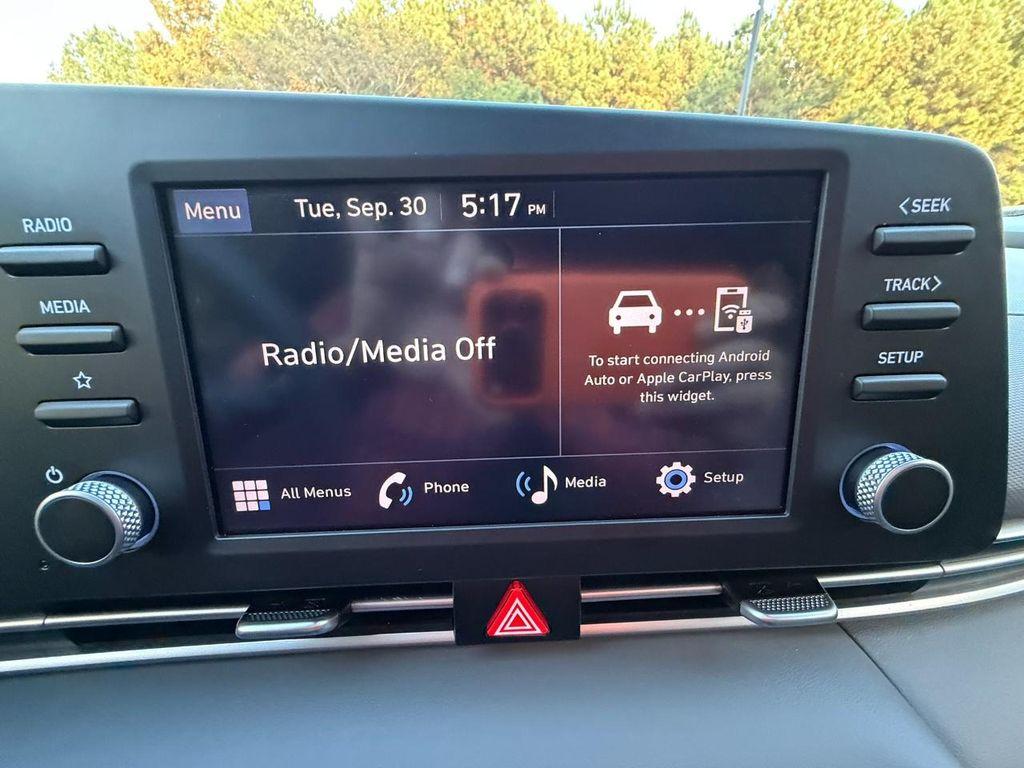 RADIO
MEDIA
Menu
Tue, Sep. 30
5:17 PM
Radio/Media Off
To start connecting Android
Auto or Apple CarPlay, press
this widget.
All Menus
Phone
Media
Setup
<SEEK
TRACK>
SETUP